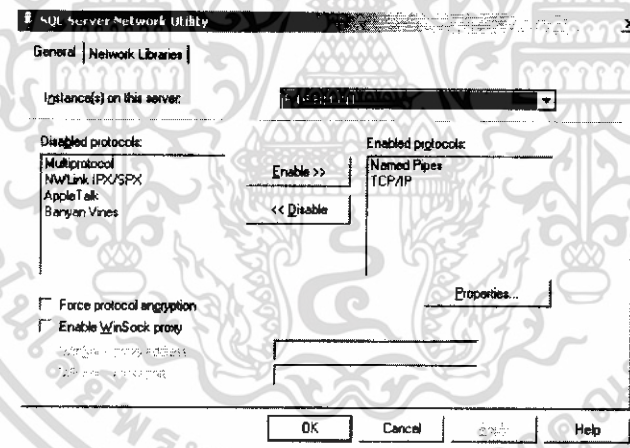 SQL Server Network Utility
General Network Libraries
Instance(s) on this server:
Disabled protocols:
Enabled protocols:
Multiprotocol
NWLink IPX/SPX
AppleTalk
Banyan Vines
Enable >>
<< Disable
Named Pipes
TCP/IP
Properties...
Force protocol encryption
Enable WinSock proxy
OK Cancel Help